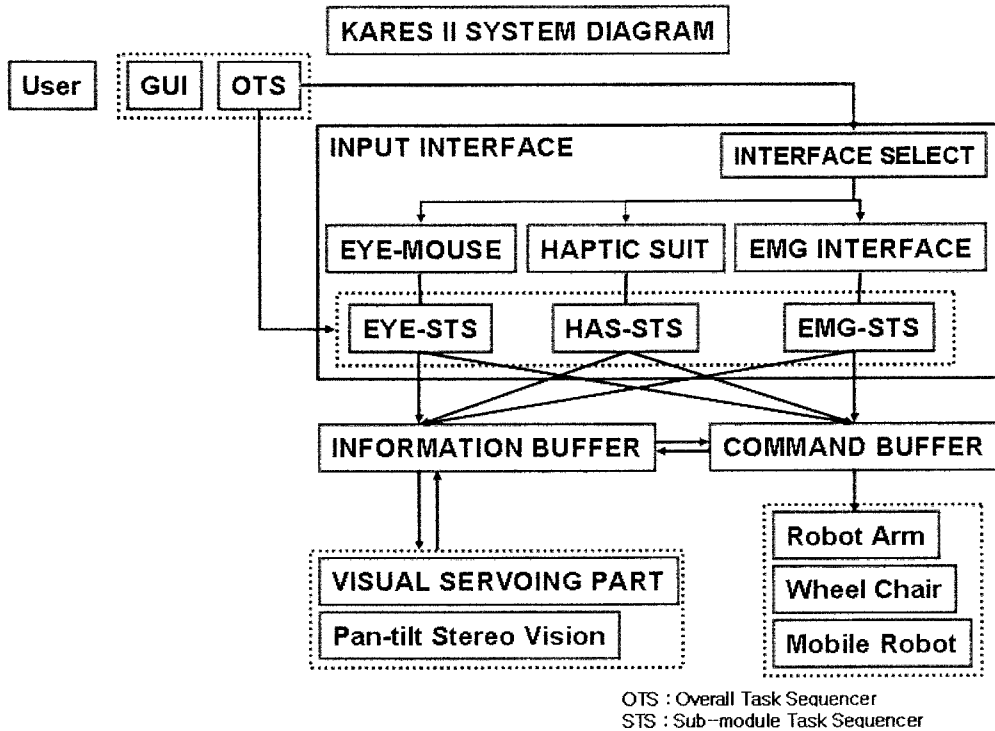 KARES II SYSTEM DIAGRAM
User
GUI
OTS
INPUT INTERFACE
INTERFACE SELECT
EYE-MOUSE
HAPTIC SUIT
EMG INTERFACE
EYE-STS
HAS-STS
EMG-STS
INFORMATION BUFFER
COMMAND BUFFER
VISUAL SERVOING PART
Pan-tilt Stereo Vision
Robot Arm
Wheel Chair
Mobile Robot
OTS : Overall Task Sequencer
STS : Sub-module Task Sequencer